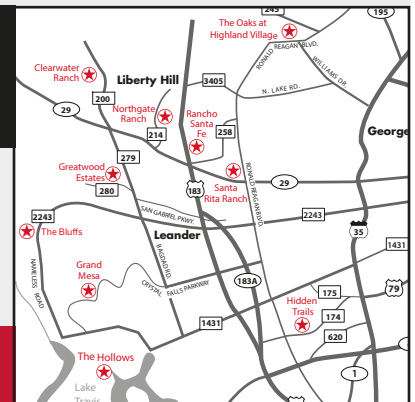 245
195
The Oaks at
Highland Village
RONALD REAGAN BLVD.
WILLIAMS DR.
Clearwater
Ranch
Liberty Hill
3405
N. LAKE RD.
200
29
Northgate
Ranch
Rancho
Santa
Fe
214
258
George
279
Greatwood
Estates
280
183
Santa
Rita Ranch
RONALD REAGAN BLVD.
29
2243
SAN GABREL PKWY.
2243
The Bluffs
Leander
35
1431
NAMELESS ROAD
BAGDAD RD.
Grand
Mesa
CRYSTAL FALLS PARKWAY
183A
79
175
Hidden
Trails
174
1431
620
The Hollows
1
Lake
Travis